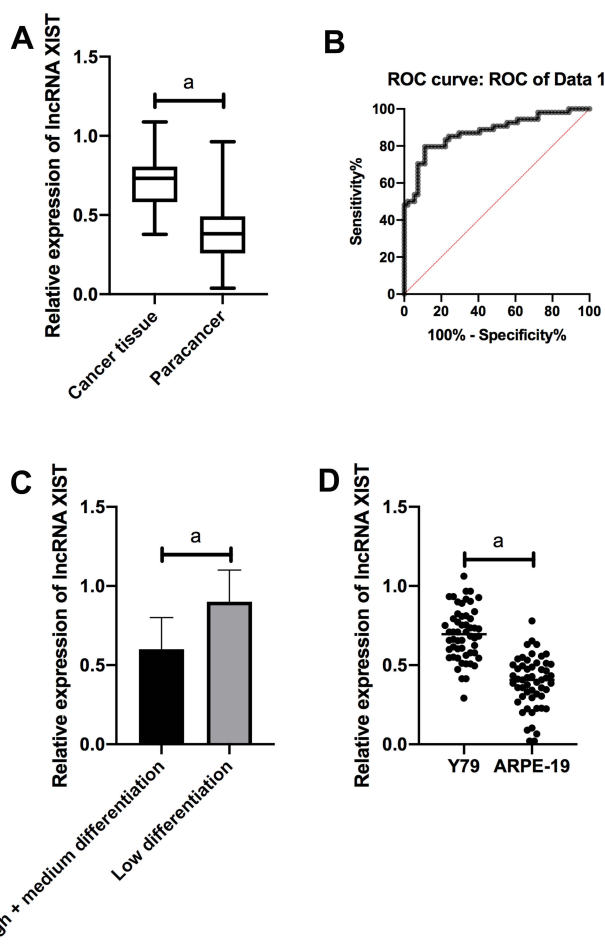 A
Relative expression of lncRNA XIST
1.5
1.0
0.5
0.0
a
Cancer tissue
Paracancer
B
ROC curve: ROC of Data 1
Sensitivity%
100
80
60
40
20
0
0 20 40 60 80 100
100% - Specificity%
C
Relative expression of lncRNA XIST
1.5
1.0
0.5
0.0
a
+ medium differentiation
Low differentiation
D
Relative expression of lncRNA XIST
1.5
1.0
0.5
0.0
a
Y79 ARPE-19